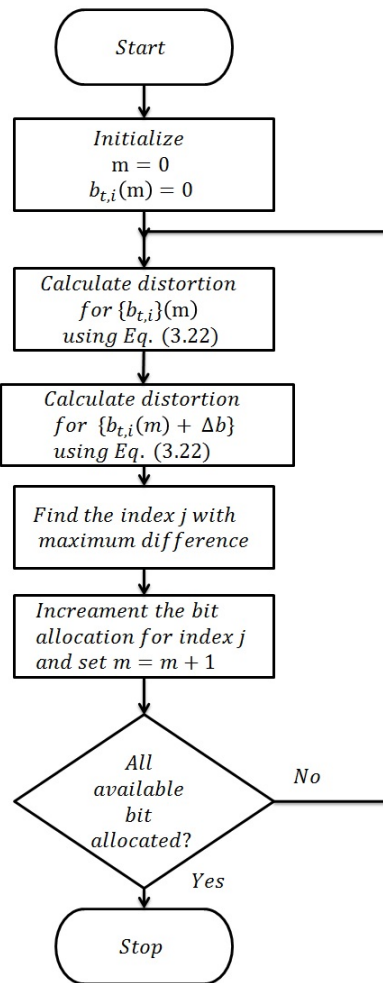 Start
Initialize
m = 0
b_{t,i}(m) = 0
Calculate distortion
for {b_{t,i}}(m)
using Eq. (3.22)
Calculate distortion
for {b_{t,i}(m) + Δb}
using Eq. (3.22)
Find the index j with
maximum difference
Increament the bit
allocation for index j
and set m = m + 1
All
available
bit
allocated?
No
Yes
Stop